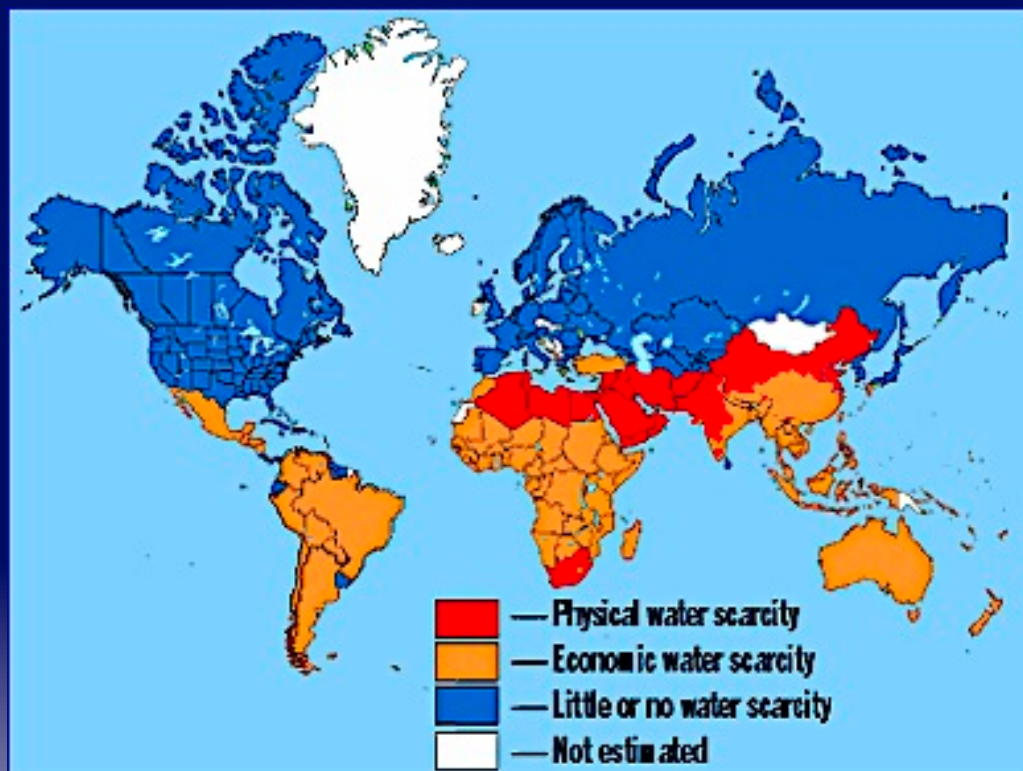 Physical water scarcity
Economic water scarcity
Little or no water scarcity
Not estimated